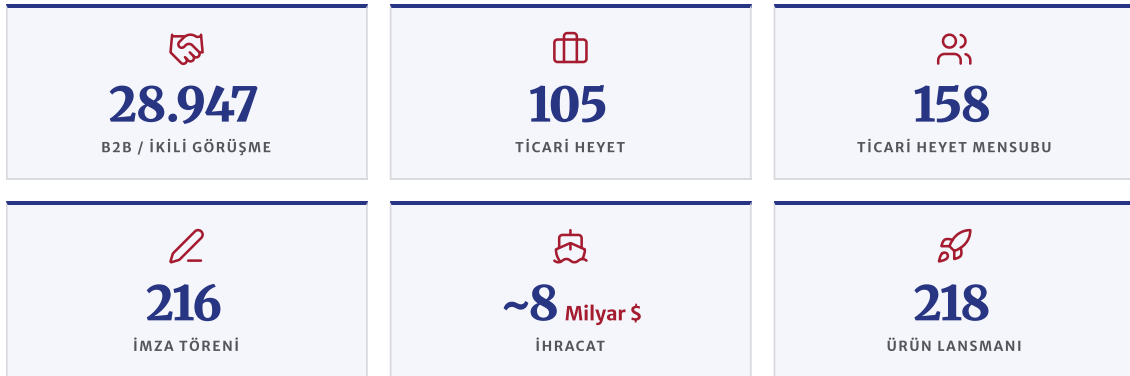 28.947
B2B / İKİLİ GÖRÜŞME
105
TİCARİ HEYET
158
TİCARİ HEYET MENSUBU
216
İMZA TÖRENİ
~8 Milyar $
İHRACAT
218
ÜRÜN LANSMANI